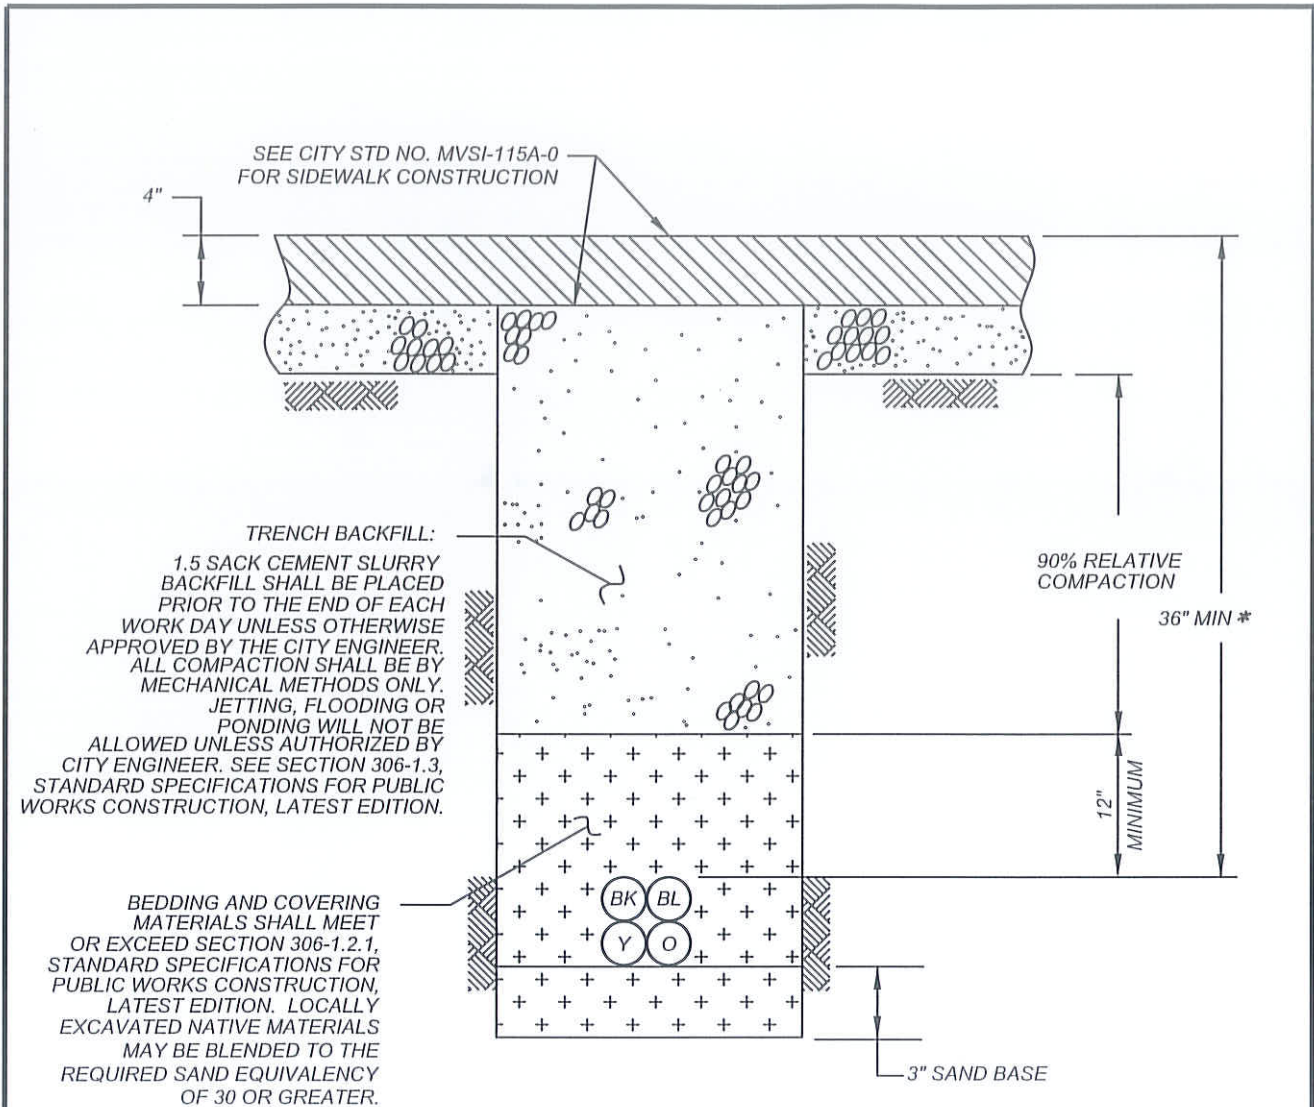 SEE CITY STD NO. MVSI-115A-0
FOR SIDEWALK CONSTRUCTION
4"
TRENCH BACKFILL:
1.5 SACK CEMENT SLURRY
BACKFILL SHALL BE PLACED
PRIOR TO THE END OF EACH
WORK DAY UNLESS OTHERWISE
APPROVED BY THE CITY ENGINEER.
ALL COMPACTION SHALL BE BY
MECHANICAL METHODS ONLY.
JETTING, FLOODING OR
PONDING WILL NOT BE
ALLOWED UNLESS AUTHORIZED BY
CITY ENGINEER. SEE SECTION 306-1.3,
STANDARD SPECIFICATIONS FOR PUBLIC
WORKS CONSTRUCTION, LATEST EDITION.
90% RELATIVE
COMPACTION
36" MIN *
12"
MINIMUM
BK BL
Y O
BEDDING AND COVERING
MATERIALS SHALL MEET
OR EXCEED SECTION 306-1.2.1,
STANDARD SPECIFICATIONS FOR
PUBLIC WORKS CONSTRUCTION,
LATEST EDITION. LOCALLY
EXCAVATED NATIVE MATERIALS
MAY BE BLENDED TO THE
REQUIRED SAND EQUIVALENCY
OF 30 OR GREATER.
3" SAND BASE